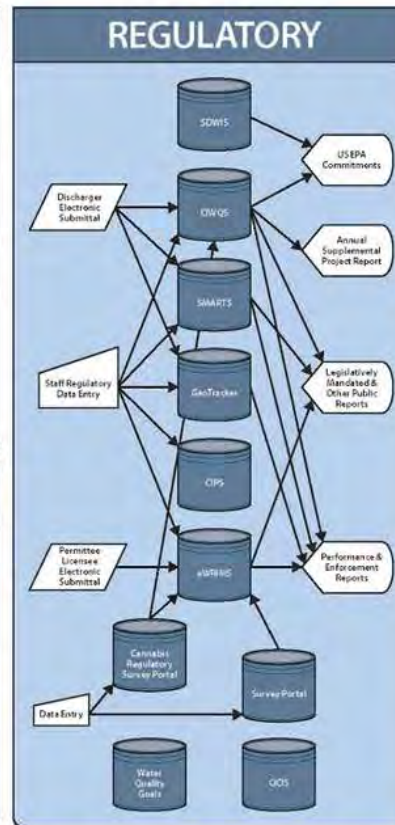 REGULATORY
SDWIS
US EPA
Commitments
Discharger
Electronic
Submittal
CIWQS
Annual
Supplemental
Project Report
SMARTS
Staff Regulatory
Data Entry
GeoTracker
Legislatively
Mandated &
Other Public
Reports
CIPS
Permittee
Licensee
Electronic
Submittal
eWRIMS
Performance &
Enforcement
Reports
Cannabis
Regulatory
Survey Portal
Survey Portal
Data Entry
Water
Quality
Goals